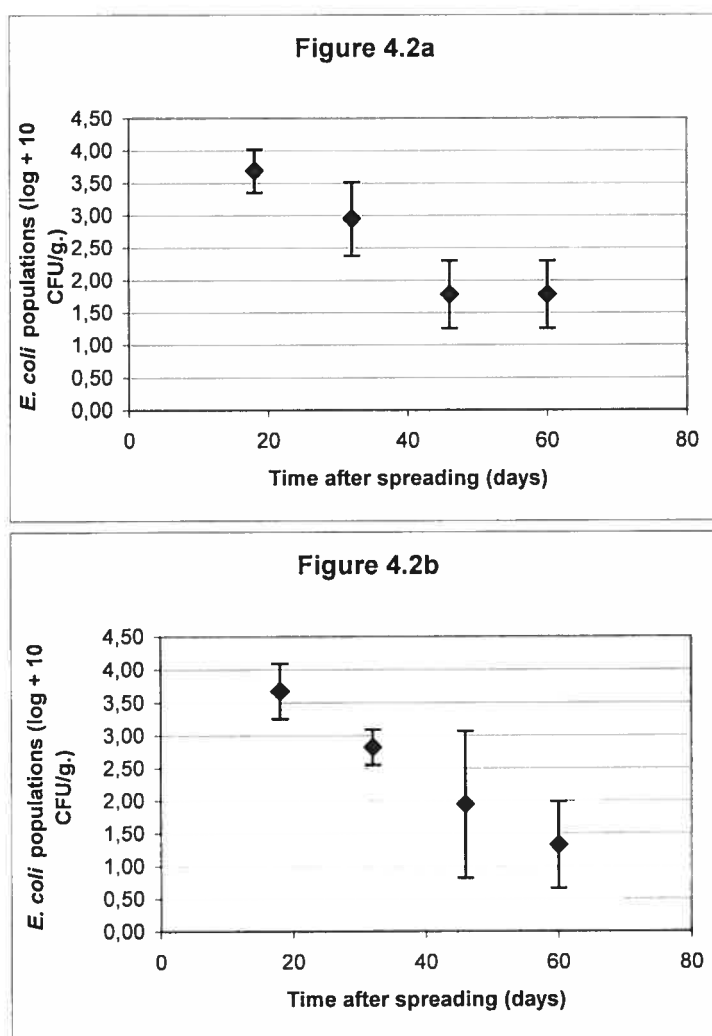 Figure 4.2a
E. coli populations (log + 10
CFU/g.)
4,50
4,00
3,50
3,00
2,50
2,00
1,50
1,00
0,50
0,00
0 20 40 60 80
Time after spreading (days)
Figure 4.2b
E. coli populations (log + 10
CFU/g.)
4,50
4,00
3,50
3,00
2,50
2,00
1,50
1,00
0,50
0,00
0 20 40 60 80
Time after spreading (days)